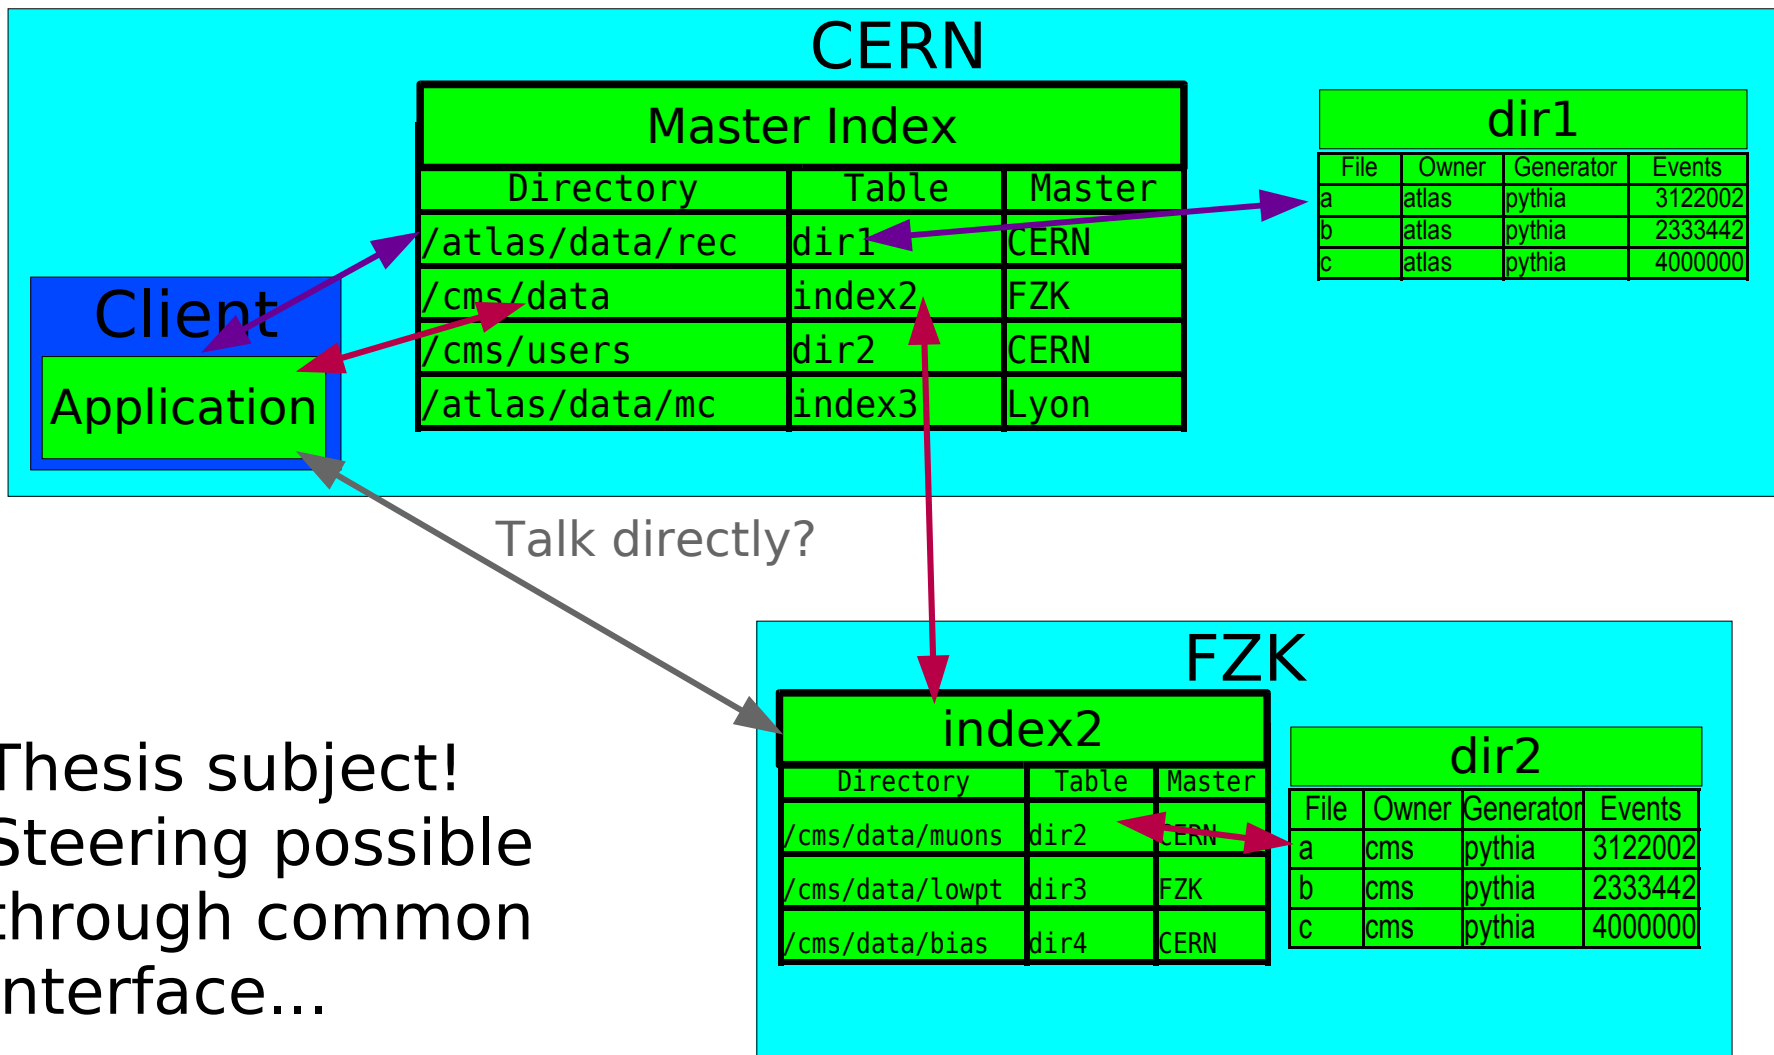 CERN
Master Index
Directory Table Master
/atlas/data/rec dir1 CERN
/cms/data index2 FZK
/cms/users dir2 CERN
/atlas/data/mc index3 Lyon
dir1
File Owner Generator Events
a atlas pythia 3122002
b atlas pythia 2333442
c atlas pythia 4000000
Client
Application
Talk directly?
FZK
index2
Directory Table Master
/cms/data/muons dir2 CERN
/cms/data/lowpt dir3 FZK
/cms/data/bias dir4 CERN
dir2
File Owner Generator Events
a cms pythia 3122002
b cms pythia 2333442
c cms pythia 4000000
Thesis subject!
Steering possible
through common
interface...